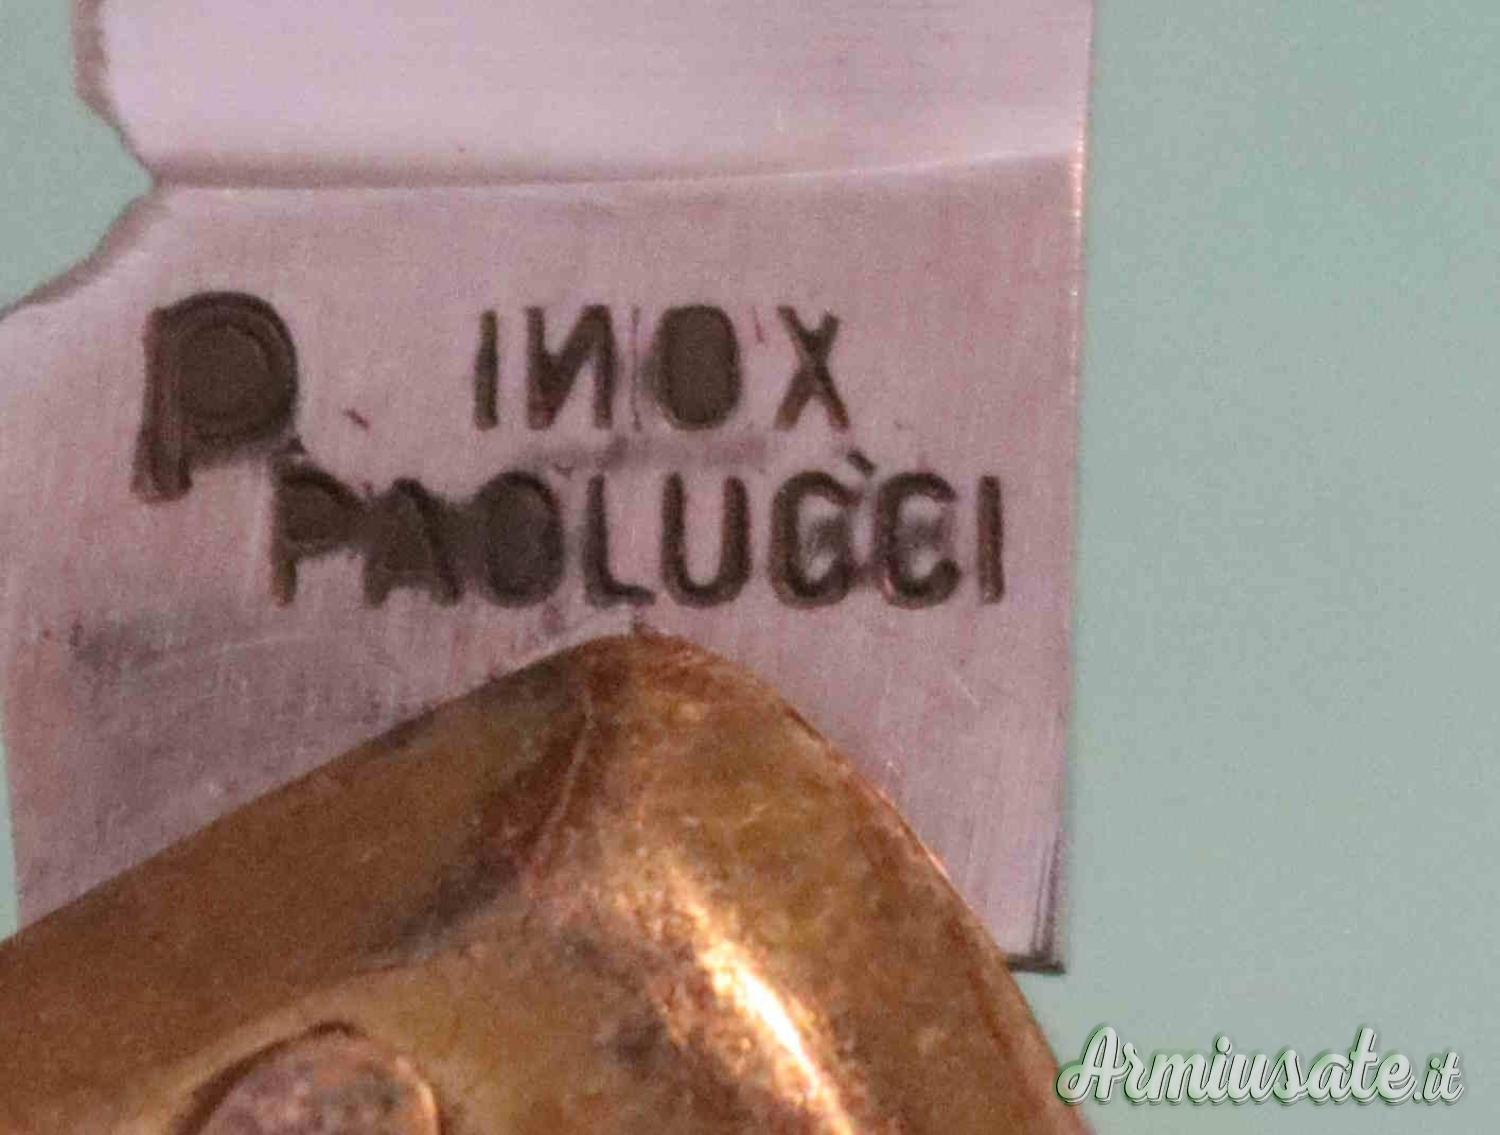 P. INOX
PAOLUCCI
Armiusate.it